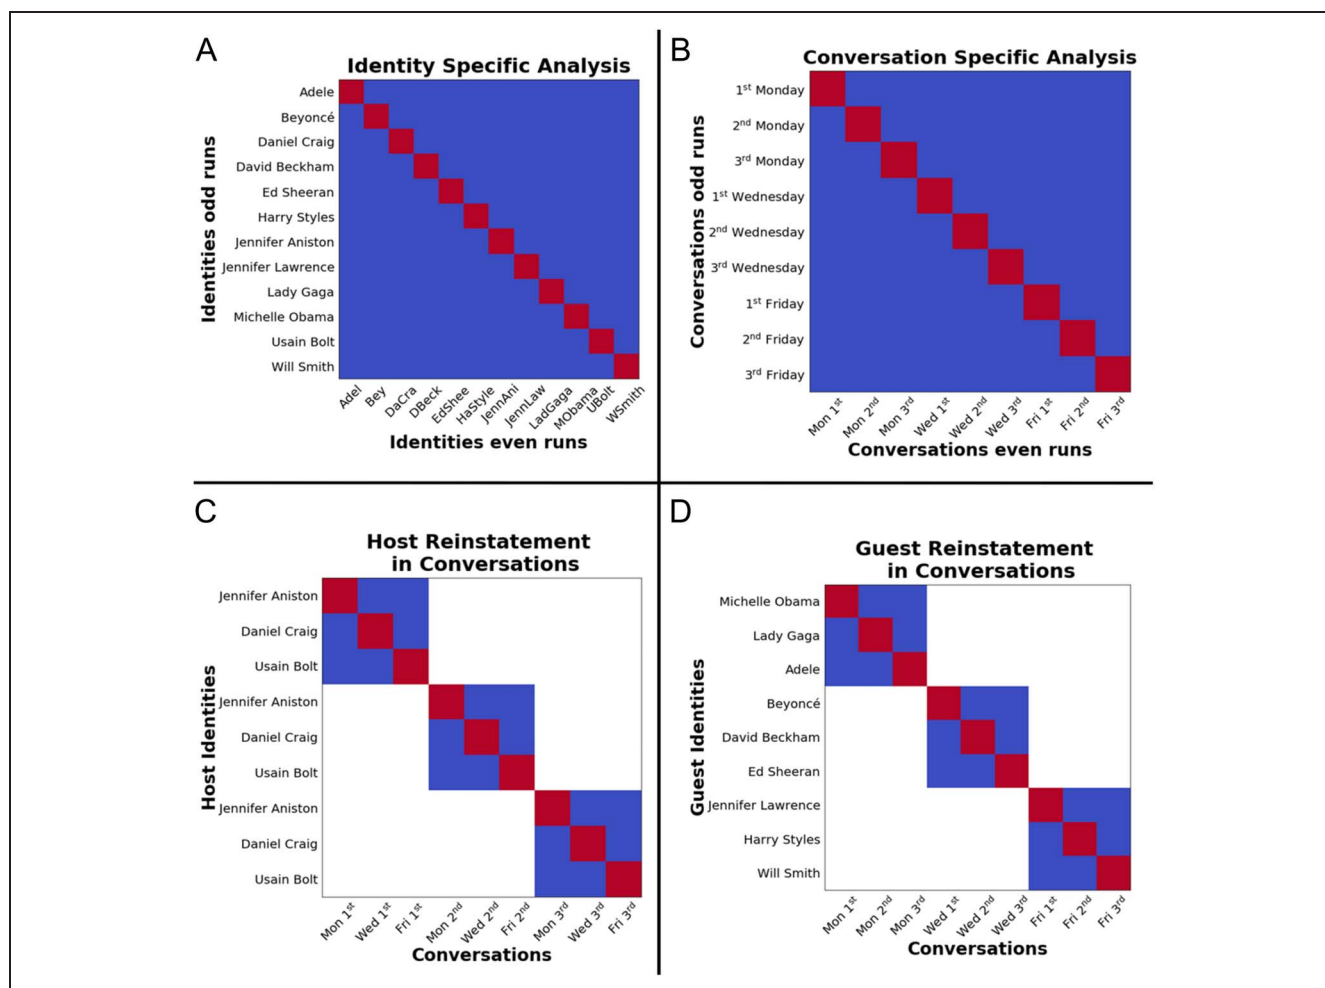 A
Identity Specific Analysis
Identities odd runs
Adele
Beyoncé
Daniel Craig
David Beckham
Ed Sheeran
Harry Styles
Jennifer Aniston
Jennifer Lawrence
Lady Gaga
Michelle Obama
Usain Bolt
Will Smith
Adel
Bey
DaCra
DBeck
EdShee
HaStyle
JennAni
JennLaw
LadGaga
MObama
UBolt
WSmith
Identities even runs
B
Conversation Specific Analysis
Conversations odd runs
1st Monday
2nd Monday
3rd Monday
1st Wednesday
2nd Wednesday
3rd Wednesday
1st Friday
2nd Friday
3rd Friday
Mon 1st
Mon 2nd
Mon 3rd
Wed 1st
Wed 2nd
Wed 3rd
Fri 1st
Fri 2nd
Fri 3rd
Conversations even runs
C
Host Reinstatement
in Conversations
Host Identities
Jennifer Aniston
Daniel Craig
Usain Bolt
Jennifer Aniston
Daniel Craig
Usain Bolt
Jennifer Aniston
Daniel Craig
Usain Bolt
Mon 1st
Wed 1st
Fri 1st
Mon 2nd
Wed 2nd
Fri 2nd
Mon 3rd
Wed 3rd
Fri 3rd
Conversations
D
Guest Reinstatement
in Conversations
Guest Identities
Michelle Obama
Lady Gaga
Adele
Beyoncé
David Beckham
Ed Sheeran
Jennifer Lawrence
Harry Styles
Will Smith
Mon 1st
Mon 2nd
Mon 3rd
Wed 1st
Wed 2nd
Wed 3rd
Fri 1st
Fri 2nd
Fri 3rd
Conversations